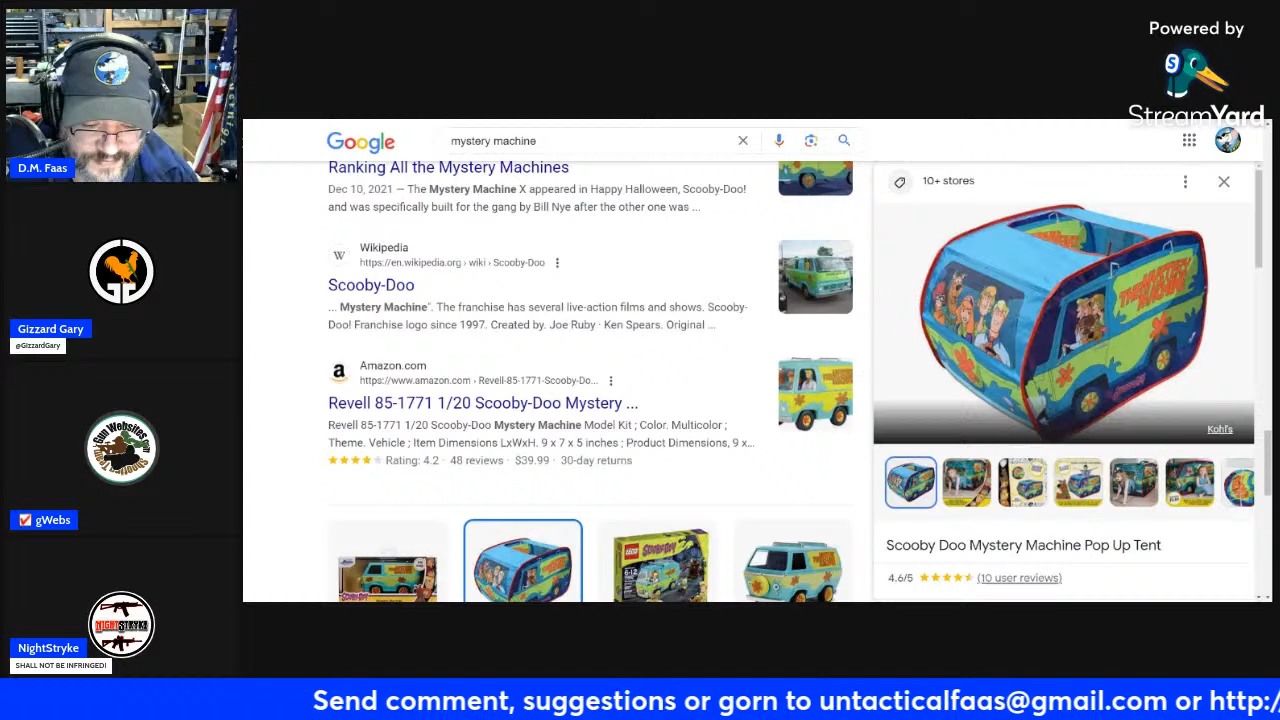 Powered by
StreamYard
D.M. Faas
Gizzard Gary
@GizzardGary
Gun Websites
☑ gWebs
NIGHTSTRYKE
NightStryke
SHALL NOT BE INFRINGED!
Google
mystery machine
Ranking All the Mystery Machines
Dec 10, 2021 — The Mystery Machine X appeared in Happy Halloween, Scooby-Doo!
and was specifically built for the gang by Bill Nye after the other one was ...
W
Wikipedia
https://en.wikipedia.org › wiki › Scooby-Doo
Scooby-Doo
... Mystery Machine". The franchise has several live-action films and shows. Scooby-
Doo! Franchise logo since 1997. Created by. Joe Ruby · Ken Spears. Original ...
a
Amazon.com
https://www.amazon.com › Revell-85-1771-Scooby-Do...
Revell 85-1771 1/20 Scooby-Doo Mystery ...
Revell 85-1771 1/20 Scooby-Doo Mystery Machine Model Kit ; Color. Multicolor ;
Theme. Vehicle ; Item Dimensions LxWxH. 9 x 7 x 5 inches ; Product Dimensions, 9 x...
Rating: 4.2 · 48 reviews · $39.99 · 30-day returns
LEGO
10+ stores
THE MYSTERY
MACHINE
Kohl's
Scooby Doo Mystery Machine Pop Up Tent
4.6/5
(10 user reviews)
Send comment, suggestions or gorn to untacticalfaas@gmail.com or http:/